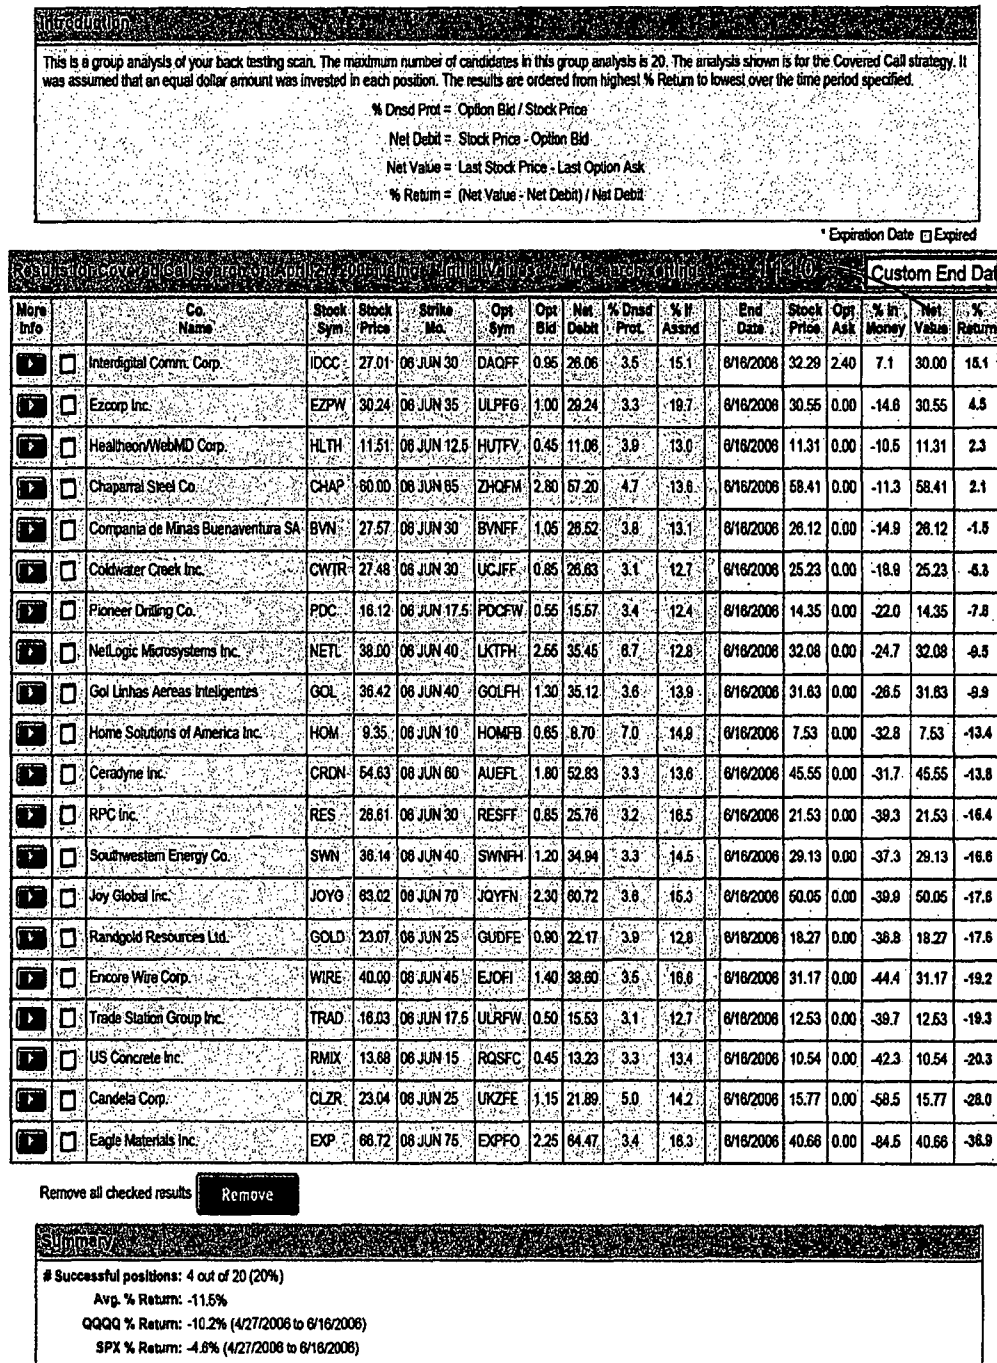 Introduction
This is a group analysis of your back testing scan. The maximum number of candidates in this group analysis is 20. The analysis shown is for the Covered Call strategy. It
was assumed that an equal dollar amount was invested in each position. The results are ordered from highest % Return to lowest over the time period specified.
% Dnsd Prot = Option Bid / Stock Price
Net Debit = Stock Price - Option Bid
Net Value = Last Stock Price - Last Option Ask
% Return = (Net Value - Net Debit) / Net Debit
* Expiration Date Expired
Results for Covered Call search on April 27, 1110 Custom End Dat
More Info Co. Name Stock Sym Stock Price Strike Mo. Opt Sym Opt Bid Net Debit % Dnsd Prot. % If Assnd End Date Stock Price Opt Ask % In Money Net Value % Return
Interdigital Comm. Corp. IDCC 27.01 06 JUN 30 DAQFF 0.95 26.06 3.5 15.1 6/16/2006 32.29 2.40 7.1 30.00 15.1
Ezcorp Inc. EZPW 30.24 06 JUN 35 ULPFG 1.00 29.24 3.3 19.7 6/16/2006 30.55 0.00 -14.6 30.55 4.5
Healtheon/WebMD Corp. HLTH 11.51 06 JUN 12.5 HUTFV 0.45 11.06 3.9 13.0 6/16/2006 11.31 0.00 -10.5 11.31 2.3
Chaparral Steel Co. CHAP 60.00 06 JUN 65 ZHQFM 2.80 57.20 4.7 13.6 6/16/2006 58.41 0.00 -11.3 58.41 2.1
Compania de Minas Buenaventura SA BVN 27.57 06 JUN 30 BVNFF 1.05 26.52 3.8 13.1 6/16/2006 26.12 0.00 -14.9 26.12 -1.5
Coldwater Creek Inc. CWTR 27.48 06 JUN 30 UCJFF 0.85 26.63 3.1 12.7 6/16/2006 25.23 0.00 -18.9 25.23 -5.3
Pioneer Drilling Co. PDC 16.12 06 JUN 17.5 PDCFW 0.55 15.57 3.4 12.4 6/16/2006 14.35 0.00 -22.0 14.35 -7.8
NetLogic Microsystems Inc. NETL 38.00 06 JUN 40 LKTFH 2.55 35.45 6.7 12.8 6/16/2006 32.08 0.00 -24.7 32.08 -9.5
Gol Linhas Aereas Inteligentes GOL 36.42 06 JUN 40 GOLFH 1.30 35.12 3.6 13.9 6/16/2006 31.63 0.00 -26.5 31.63 -9.9
Home Solutions of America Inc. HOM 9.35 06 JUN 10 HOMFB 0.65 8.70 7.0 14.9 6/16/2006 7.53 0.00 -32.8 7.53 -13.4
Ceradyne Inc. CRDN 54.63 06 JUN 60 AUEFL 1.80 52.83 3.3 13.6 6/16/2006 45.55 0.00 -31.7 45.55 -13.8
RPC Inc. RES 26.61 06 JUN 30 RESFF 0.85 25.76 3.2 16.5 6/16/2006 21.53 0.00 -39.3 21.53 -16.4
Southwestern Energy Co. SWN 36.14 06 JUN 40 SWNFH 1.20 34.94 3.3 14.5 6/16/2006 29.13 0.00 -37.3 29.13 -16.6
Joy Global Inc. JOYG 63.02 06 JUN 70 JQYFN 2.30 60.72 3.6 15.3 6/16/2006 50.05 0.00 -39.9 50.05 -17.6
Randgold Resources Ltd. GOLD 23.07 06 JUN 25 GUDFE 0.90 22.17 3.9 12.8 6/16/2006 18.27 0.00 -36.8 18.27 -17.6
Encore Wire Corp. WIRE 40.00 06 JUN 45 EJOFI 1.40 38.60 3.5 16.6 6/16/2006 31.17 0.00 -44.4 31.17 -19.2
Trade Station Group Inc. TRAD 16.03 06 JUN 17.5 ULRFW 0.50 15.53 3.1 12.7 6/16/2006 12.53 0.00 -39.7 12.53 -19.3
US Concrete Inc. RMIX 13.68 06 JUN 15 RQSFC 0.45 13.23 3.3 13.4 6/16/2006 10.54 0.00 -42.3 10.54 -20.3
Candela Corp. CLZR 23.04 06 JUN 25 UKZFE 1.15 21.89 5.0 14.2 6/16/2006 15.77 0.00 -58.5 15.77 -28.0
Eagle Materials Inc. EXP 66.72 06 JUN 75 EXPFO 2.25 64.47 3.4 16.3 6/16/2006 40.66 0.00 -84.5 40.66 -36.9
Remove all checked results Remove
Summary
# Successful positions: 4 out of 20 (20%)
Avg. % Return: -11.5%
QQQQ % Return: -10.2% (4/27/2006 to 6/16/2006)
SPX % Return: -4.6% (4/27/2006 to 6/16/2006)